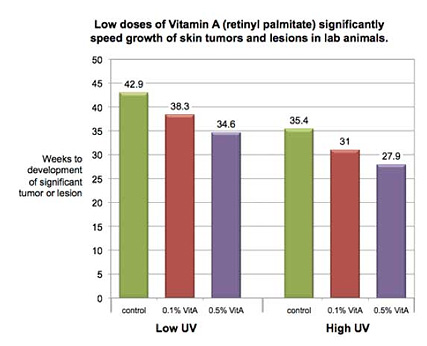 Low doses of Vitamin A (retinyl palmitate) significantly
speed growth of skin tumors and lesions in lab animals.
50
45
40
35
30
25
20
15
10
5
0
Weeks to
development
of significant
tumor or lesion
42.9
38.3
34.6
35.4
31
27.9
control 0.1% VitA 0.5% VitA control 0.1% VitA 0.5% VitA
Low UV High UV